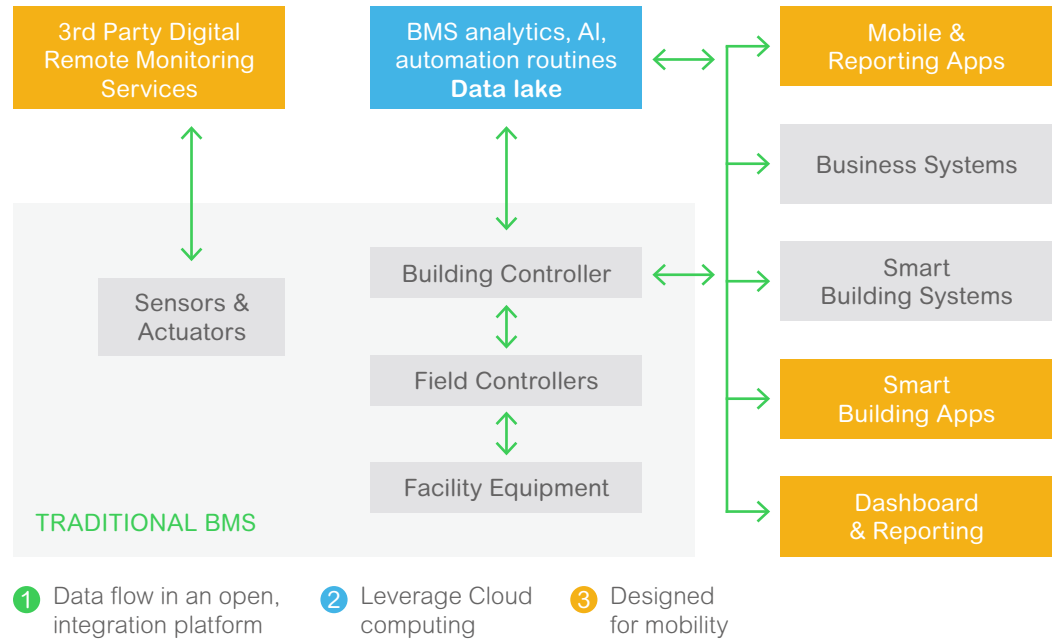 3rd Party Digital
Remote Monitoring
Services
BMS analytics, AI,
automation routines
Data lake
Mobile &
Reporting Apps
Business Systems
Building Controller
Smart
Building Systems
Sensors &
Actuators
Field Controllers
Smart
Building Apps
Facility Equipment
TRADITIONAL BMS
Dashboard
& Reporting
1 Data flow in an open,
integration platform
2 Leverage Cloud
computing
3 Designed
for mobility